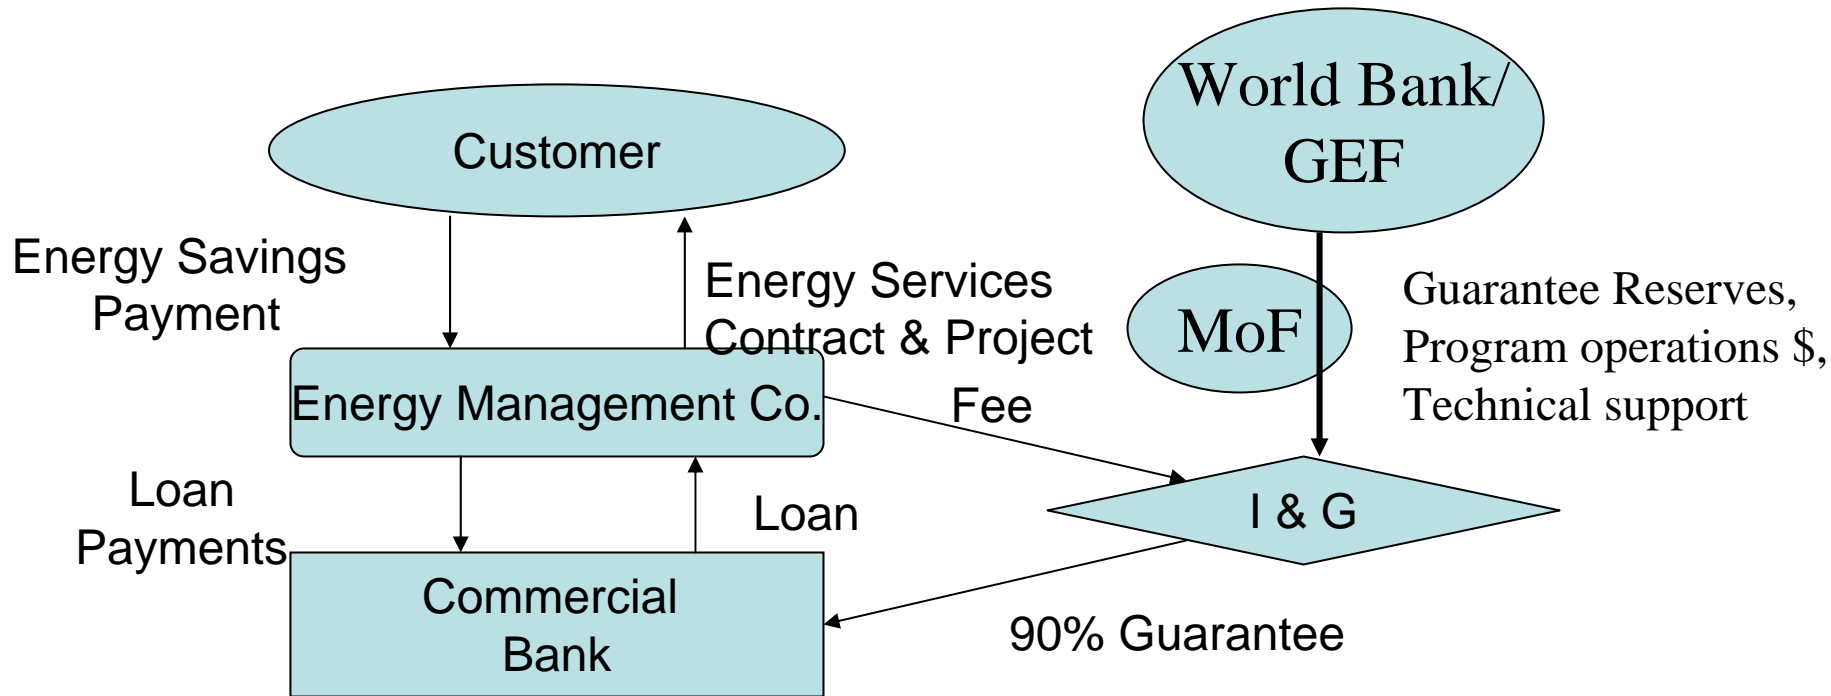 World Bank/
GEF
Customer
Energy Savings
Payment
Energy Services
Contract & Project
MoF
Guarantee Reserves,
Program operations $,
Technical support
Energy Management Co.
Fee
Loan
Payments
Loan
I & G
Commercial
Bank
90% Guarantee